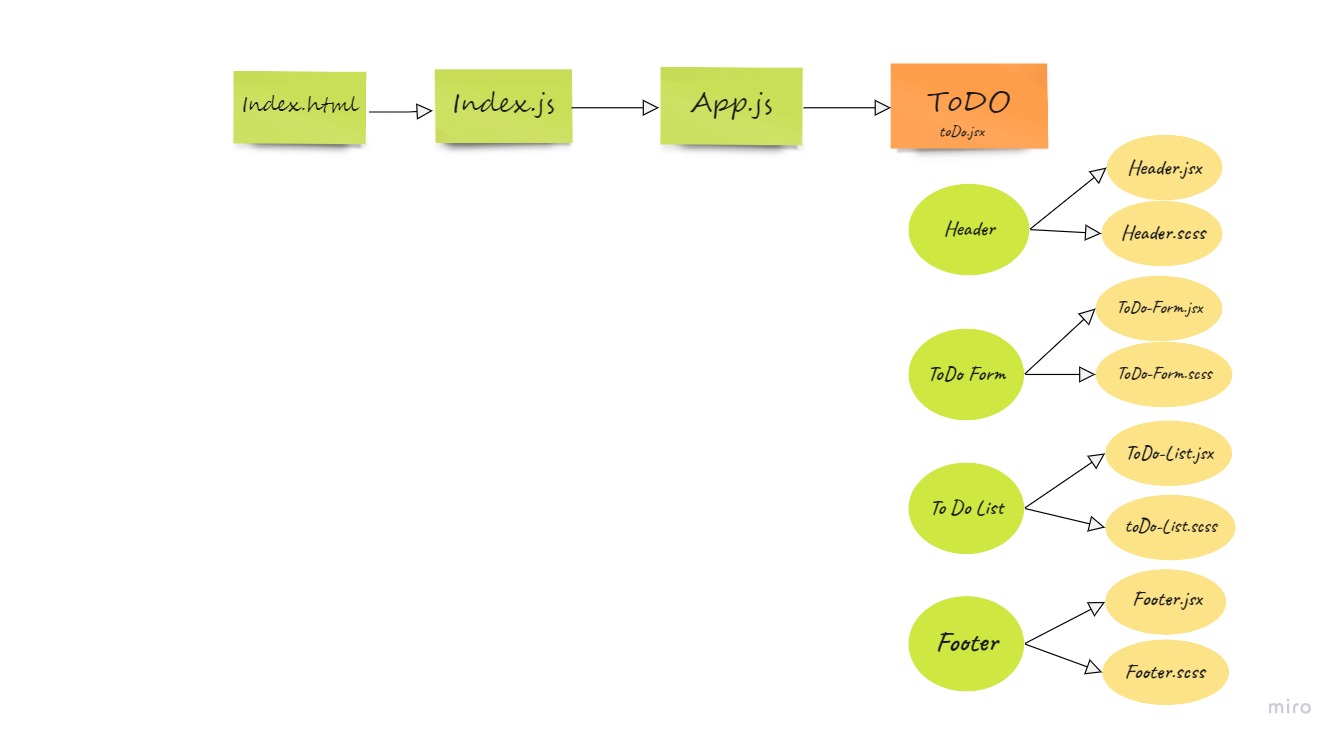 Index.html
Index.js
App.js
ToDO
toDo.jsx
Header
Header.jsx
Header.scss
ToDo Form
ToDo-Form.jsx
ToDo-Form.scss
To Do List
ToDo-List.jsx
toDo-List.scss
Footer
Footer.jsx
Footer.scss
miro